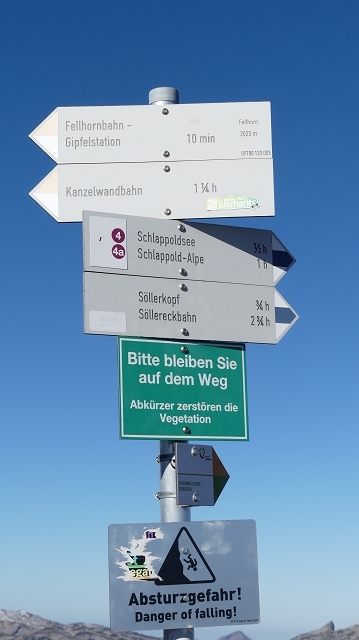 Fellhornbahn -
Gipfelstation
10 min
Fellhorn
2025 m
Kanzelwandbahn
1 ¼ h
4
4a
Schlappoldsee
½ h
Schlappold-Alpe
1 h
Söllerkopf
¾ h
Söllereckbahn
2 ¾ h
Bitte bleiben Sie
auf dem Weg
Abkürzer zerstören die
Vegetation
Absturzgefahr!
Danger of falling!